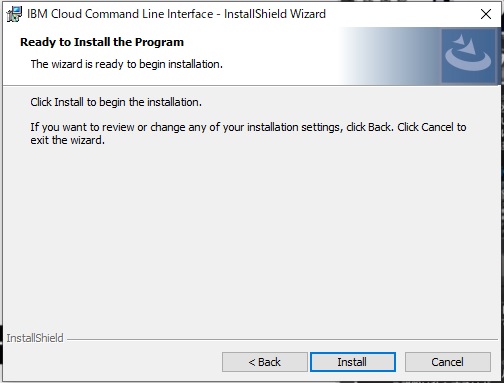 IBM Cloud Command Line Interface - InstallShield Wizard
Ready to Install the Program
The wizard is ready to begin installation.
Click Install to begin the installation.
If you want to review or change any of your installation settings, click Back. Click Cancel to
exit the wizard.
InstallShield
< Back
Install
Cancel